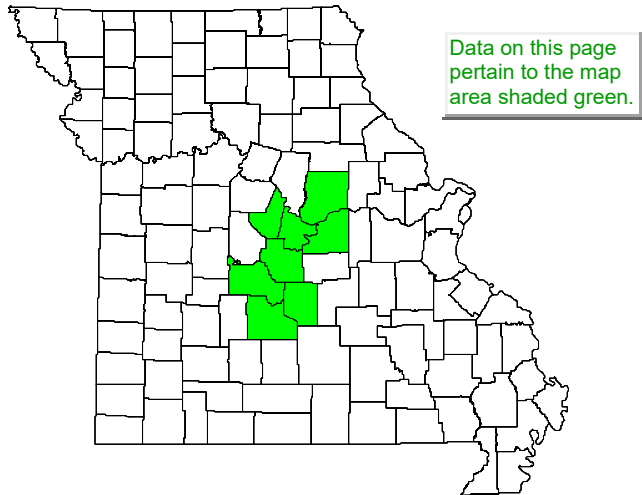 Data on this page
pertain to the map
area shaded green.